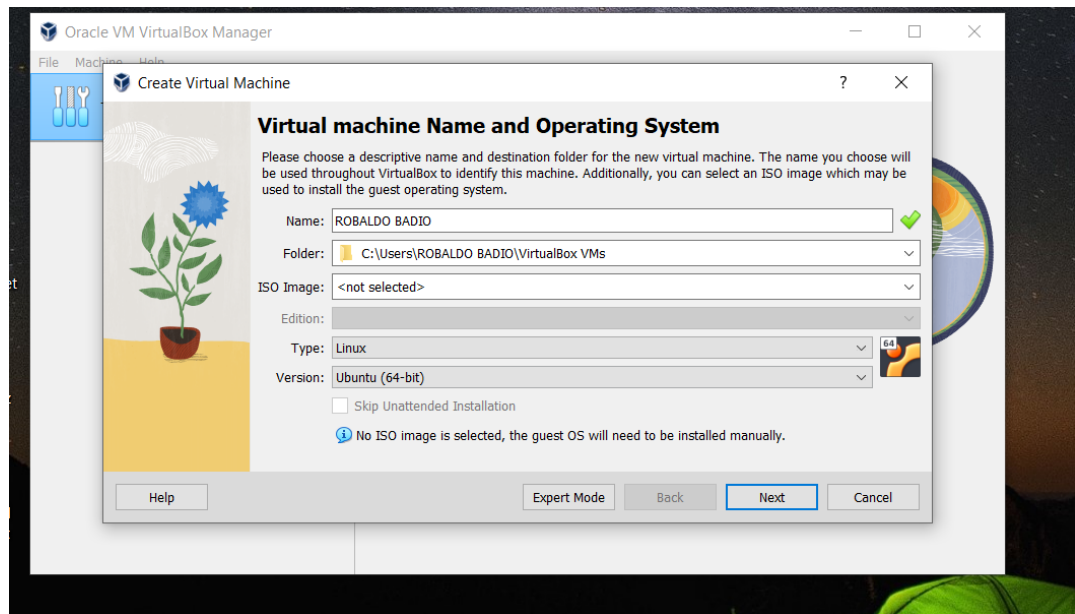 Oracle VM VirtualBox Manager
File Machine Help
Create Virtual Machine
?
Virtual machine Name and Operating System
Please choose a descriptive name and destination folder for the new virtual machine. The name you choose will
be used throughout VirtualBox to identify this machine. Additionally, you can select an ISO image which may be
used to install the guest operating system.
Name: ROBALDO BADIO
Folder: C:\Users\ROBALDO BADIO\VirtualBox VMs
ISO Image: <not selected>
Edition:
Type: Linux
64
Version: Ubuntu (64-bit)
Skip Unattended Installation
No ISO image is selected, the guest OS will need to be installed manually.
Help Expert Mode Back Next Cancel